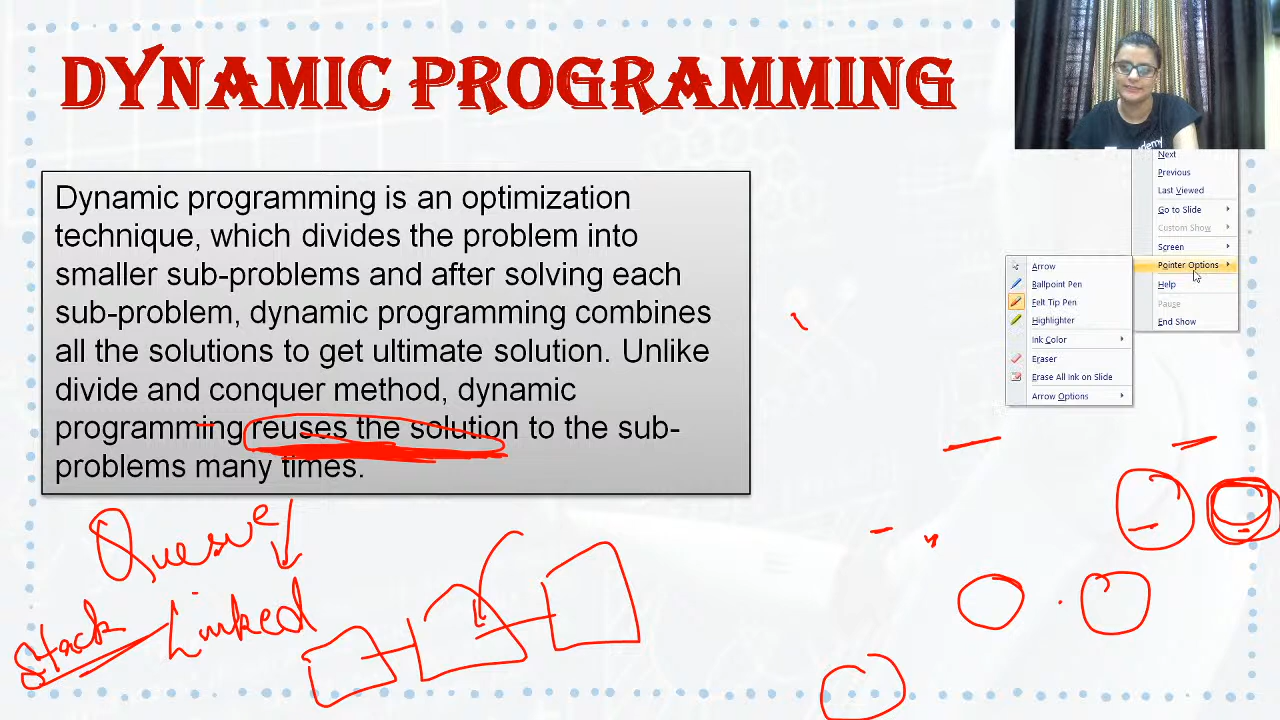 DYNAMIC PROGRAMMING
Dynamic programming is an optimization
technique, which divides the problem into
smaller sub-problems and after solving each
sub-problem, dynamic programming combines
all the solutions to get ultimate solution. Unlike
divide and conquer method, dynamic
programming reuses the solution to the sub-
problems many times.
Next
Previous
Last Viewed
Go to Slide
Custom Show
Screen
Pointer Options
Help
Pause
End Show
Arrow
Ballpoint Pen
Felt Tip Pen
Highlighter
Ink Color
Eraser
Erase All Ink on Slide
Arrow Options
Stack
Linked